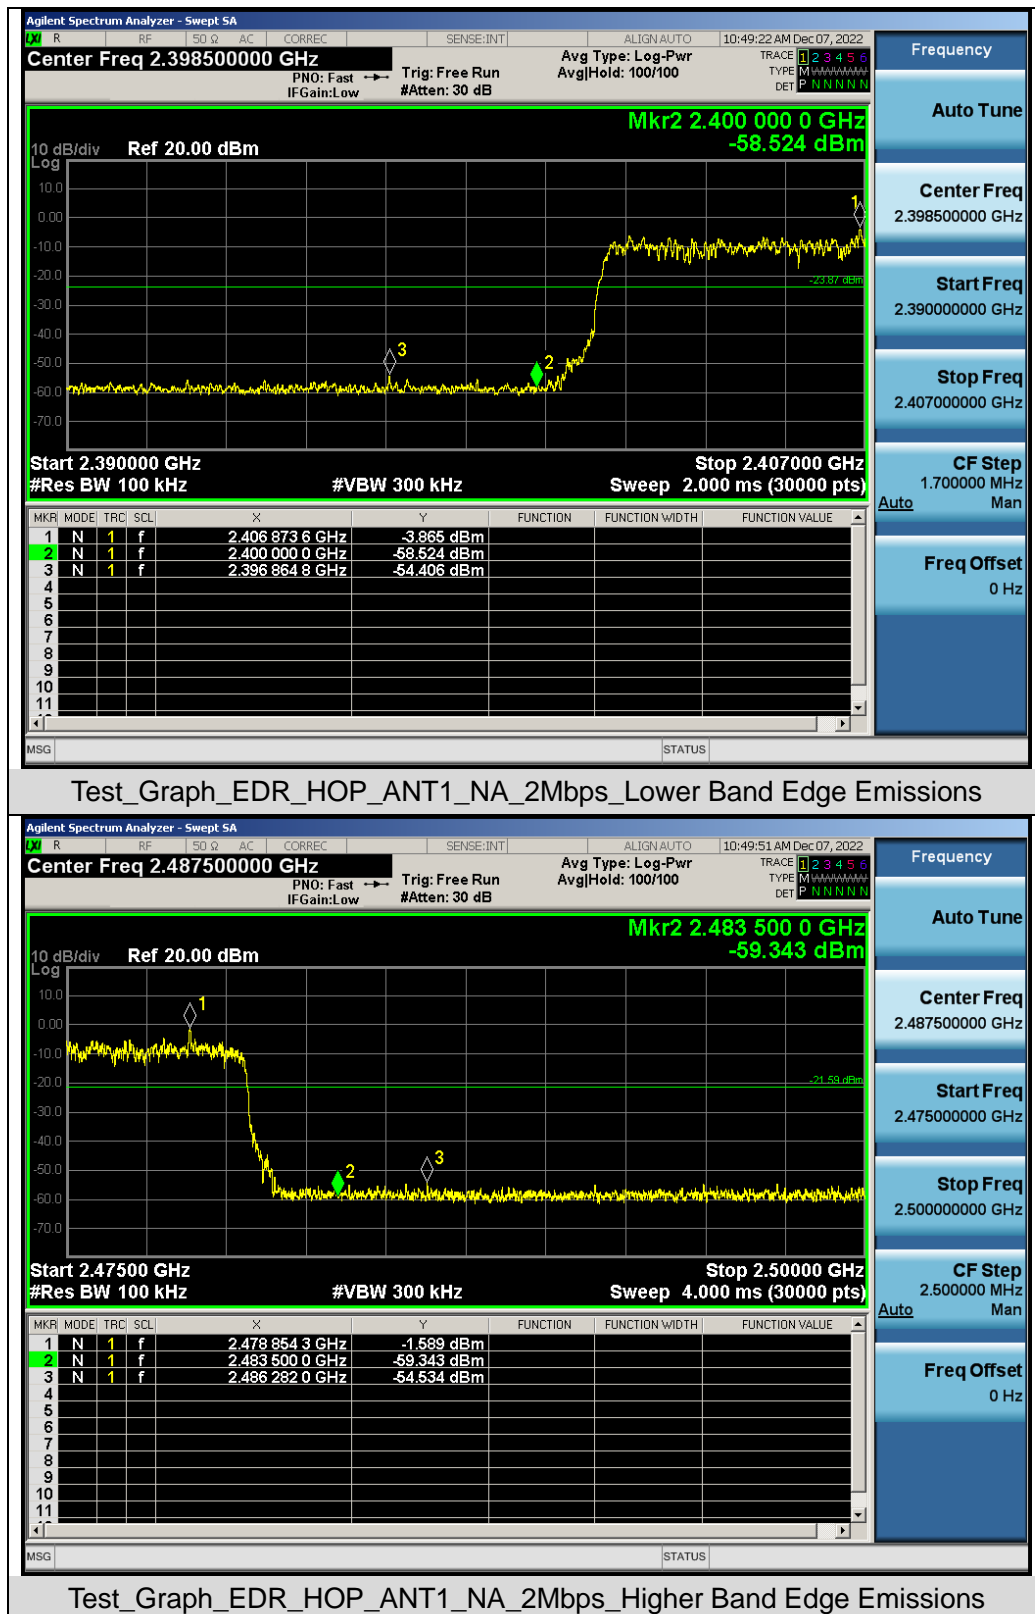 Agilent Spectrum Analyzer - Swept SA
LXI R RF 50 Ω AC CORREC SENSE:INT ALIGN AUTO 10:49:22 AM Dec 07, 2022
Center Freq 2.398500000 GHz
PNO: Fast
IFGain:Low
Trig: Free Run
#Atten: 30 dB
Avg Type: Log-Pwr
Avg|Hold: 100/100
TRACE 1 2 3 4 5 6
TYPE M
DET P N N N N N
Mkr2 2.400 000 0 GHz
-58.524 dBm
10 dB/div Ref 20.00 dBm
Log
10.0
0.00
-10.0
-20.0
-30.0
-40.0
-50.0
-60.0
-70.0
1
-23.87 dBm
3
2
Start 2.390000 GHz Stop 2.407000 GHz
#Res BW 100 kHz #VBW 300 kHz Sweep 2.000 ms (30000 pts)
MKR MODE TRC SCL X Y FUNCTION FUNCTION WIDTH FUNCTION VALUE
1 N 1 f 2.406 873 6 GHz -3.865 dBm
2 N 1 f 2.400 000 0 GHz -58.524 dBm
3 N 1 f 2.396 864 8 GHz -54.406 dBm
4
5
6
7
8
9
10
11
MSG STATUS
Frequency
Auto Tune
Center Freq
2.398500000 GHz
Start Freq
2.390000000 GHz
Stop Freq
2.407000000 GHz
CF Step
1.700000 MHz
Auto Man
Freq Offset
0 Hz
Test_Graph_EDR_HOP_ANT1_NA_2Mbps_Lower Band Edge Emissions
Agilent Spectrum Analyzer - Swept SA
LXI R RF 50 Ω AC CORREC SENSE:INT ALIGN AUTO 10:49:51 AM Dec 07, 2022
Center Freq 2.487500000 GHz
PNO: Fast
IFGain:Low
Trig: Free Run
#Atten: 30 dB
Avg Type: Log-Pwr
Avg|Hold: 100/100
TRACE 1 2 3 4 5 6
TYPE M
DET P N N N N N
Mkr2 2.483 500 0 GHz
-59.343 dBm
10 dB/div Ref 20.00 dBm
Log
10.0
0.00
-10.0
-20.0
-30.0
-40.0
-50.0
-60.0
-70.0
1
-21.59 dBm
2
3
Start 2.47500 GHz Stop 2.50000 GHz
#Res BW 100 kHz #VBW 300 kHz Sweep 4.000 ms (30000 pts)
MKR MODE TRC SCL X Y FUNCTION FUNCTION WIDTH FUNCTION VALUE
1 N 1 f 2.478 854 3 GHz -1.589 dBm
2 N 1 f 2.483 500 0 GHz -59.343 dBm
3 N 1 f 2.486 282 0 GHz -54.534 dBm
4
5
6
7
8
9
10
11
MSG STATUS
Frequency
Auto Tune
Center Freq
2.487500000 GHz
Start Freq
2.475000000 GHz
Stop Freq
2.500000000 GHz
CF Step
2.500000 MHz
Auto Man
Freq Offset
0 Hz
Test_Graph_EDR_HOP_ANT1_NA_2Mbps_Higher Band Edge Emissions